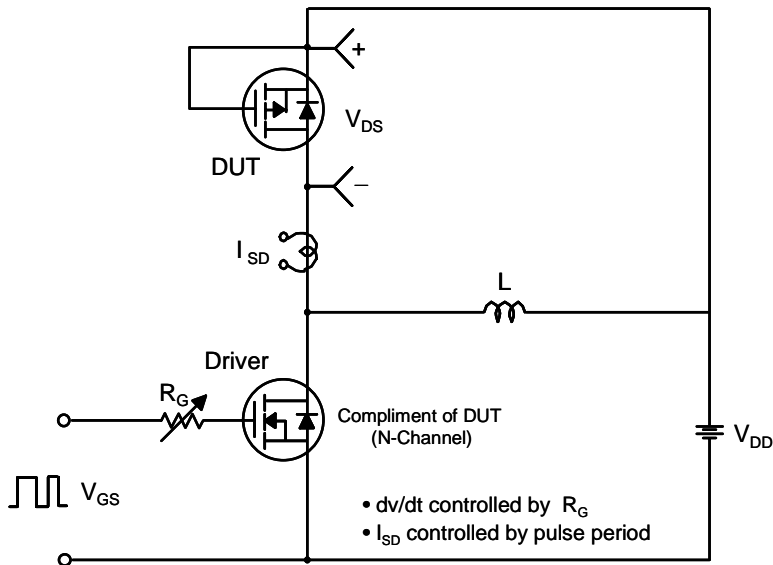 +
V_DS
DUT
–
I_SD
L
Driver
R_G
Compliment of DUT
(N-Channel)
V_DD
V_GS
• dv/dt controlled by R_G
• I_SD controlled by pulse period